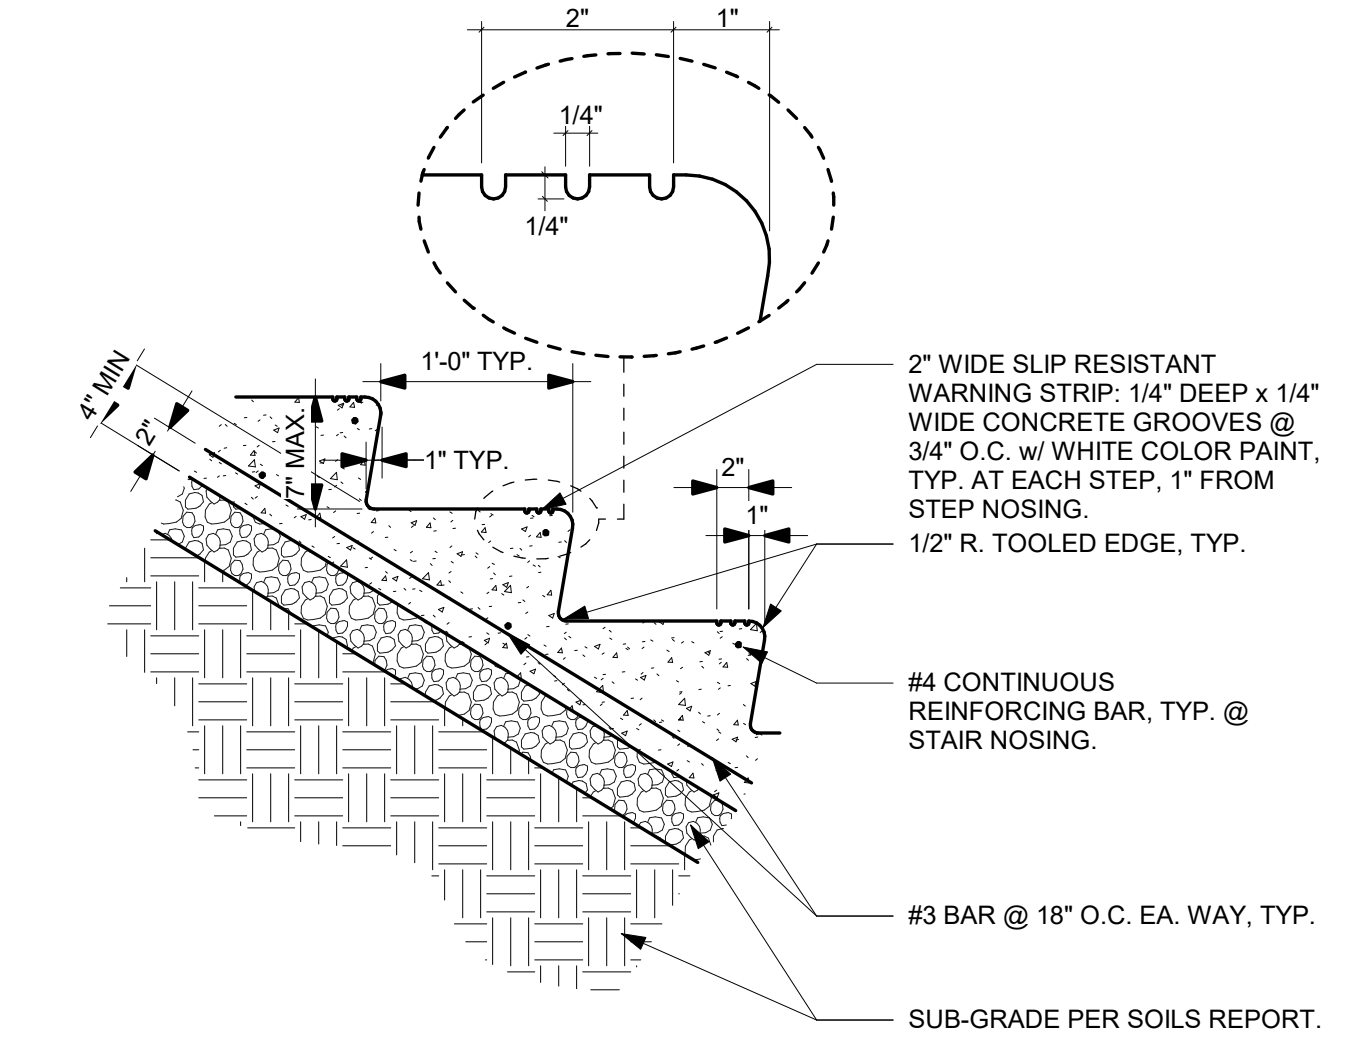 2"
1"
1/4"
1/4"
4" MIN
2"
1'-0" TYP.
7" MAX.
1" TYP.
2"
1"
2" WIDE SLIP RESISTANT
WARNING STRIP: 1/4" DEEP x 1/4"
WIDE CONCRETE GROOVES @
3/4" O.C. w/ WHITE COLOR PAINT,
TYP. AT EACH STEP, 1" FROM
STEP NOSING.
1/2" R. TOOLED EDGE, TYP.
#4 CONTINUOUS
REINFORCING BAR, TYP. @
STAIR NOSING.
#3 BAR @ 18" O.C. EA. WAY, TYP.
SUB-GRADE PER SOILS REPORT.